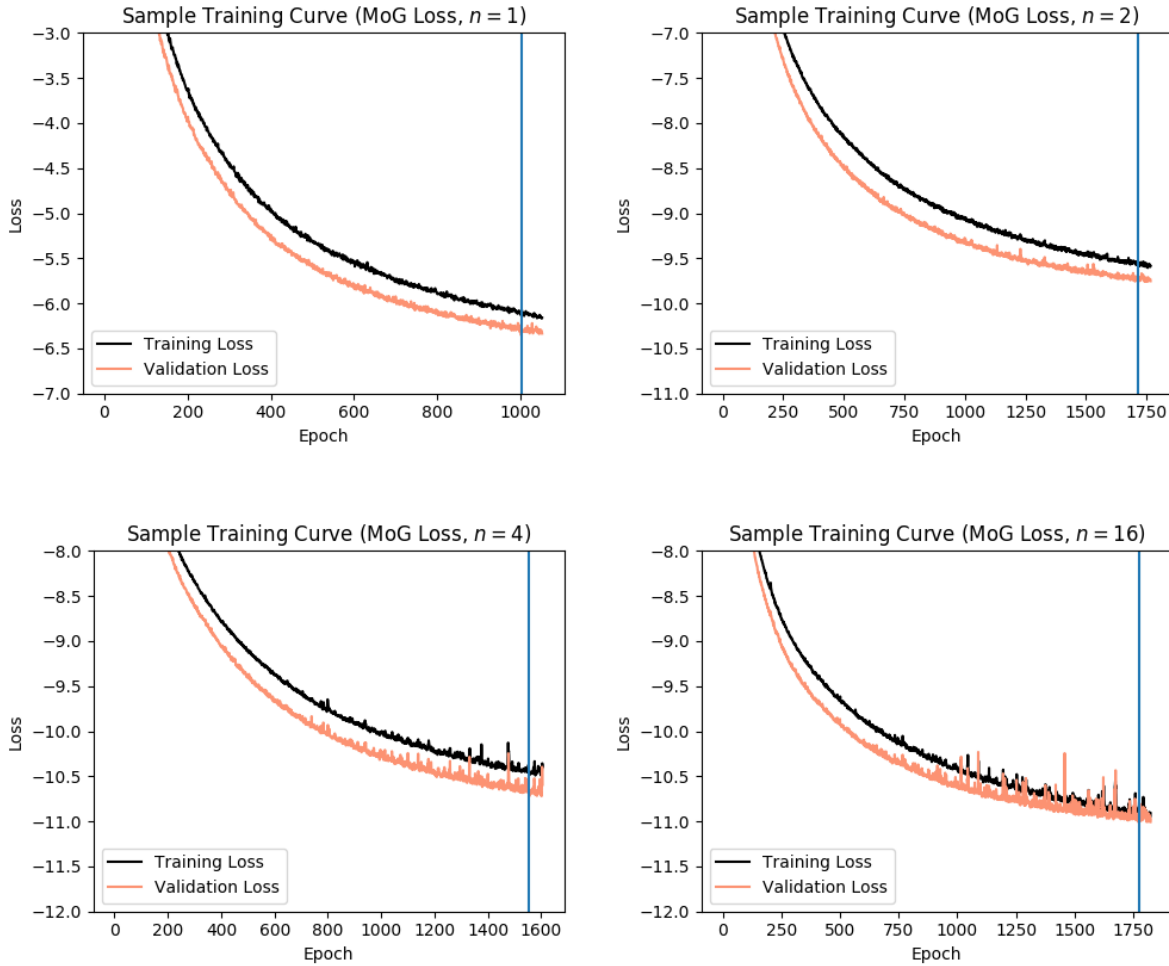 Sample Training Curve (MoG Loss, n = 1)
−3.0
−3.5
−4.0
−4.5
−5.0
−5.5
−6.0
−6.5
−7.0
Loss
Training Loss
Validation Loss
0 200 400 600 800 1000
Epoch
Sample Training Curve (MoG Loss, n = 2)
−7.0
−7.5
−8.0
−8.5
−9.0
−9.5
−10.0
−10.5
−11.0
Loss
Training Loss
Validation Loss
0 250 500 750 1000 1250 1500 1750
Epoch
Sample Training Curve (MoG Loss, n = 4)
−8.0
−8.5
−9.0
−9.5
−10.0
−10.5
−11.0
−11.5
−12.0
Loss
Training Loss
Validation Loss
0 200 400 600 800 1000 1200 1400 1600
Epoch
Sample Training Curve (MoG Loss, n = 16)
−8.0
−8.5
−9.0
−9.5
−10.0
−10.5
−11.0
−11.5
−12.0
Loss
Training Loss
Validation Loss
0 250 500 750 1000 1250 1500 1750
Epoch